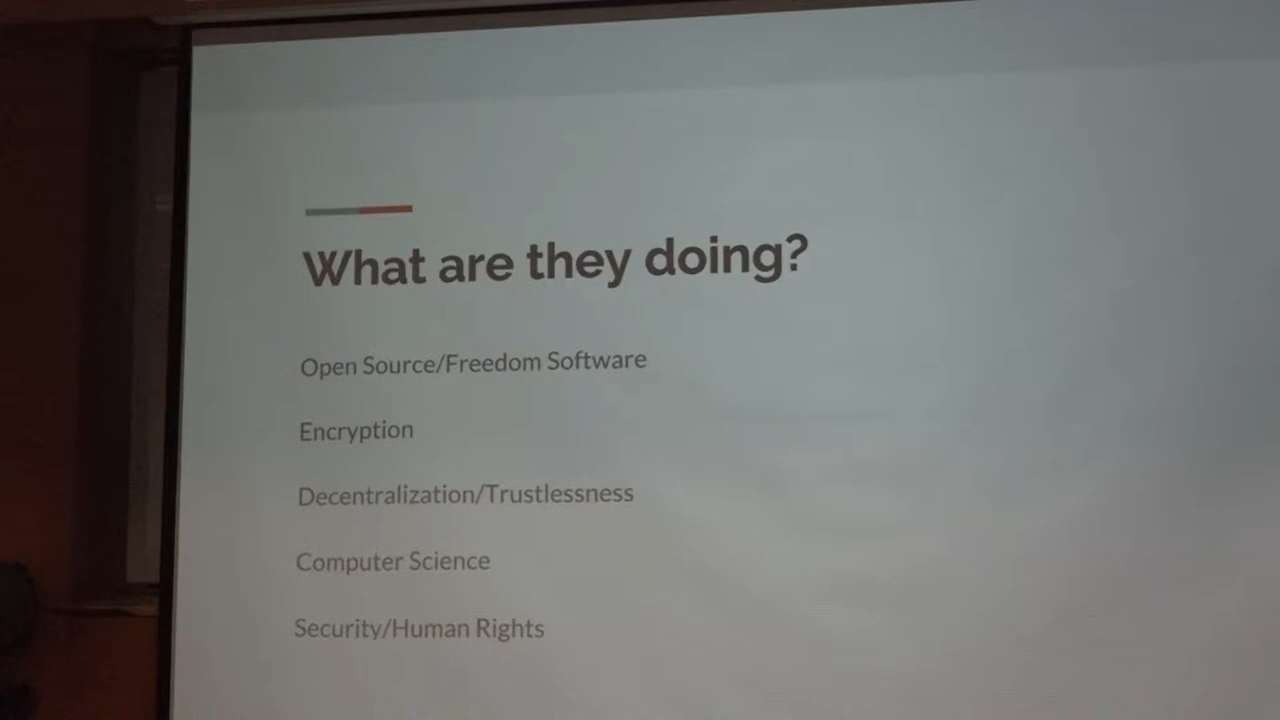 What are they doing?
Open Source/Freedom Software
Encryption
Decentralization/Trustlessness
Computer Science
Security/Human Rights